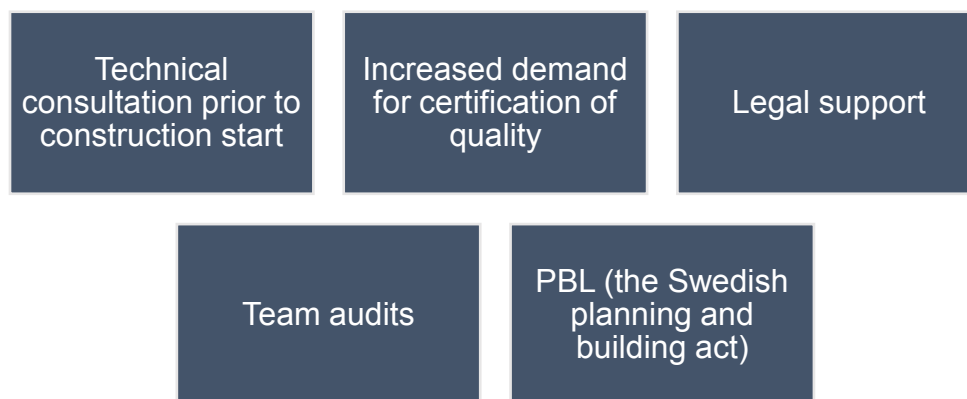 Technical
consultation prior to
construction start
Increased demand
for certification of
quality
Legal support
Team audits
PBL (the Swedish
planning and
building act)